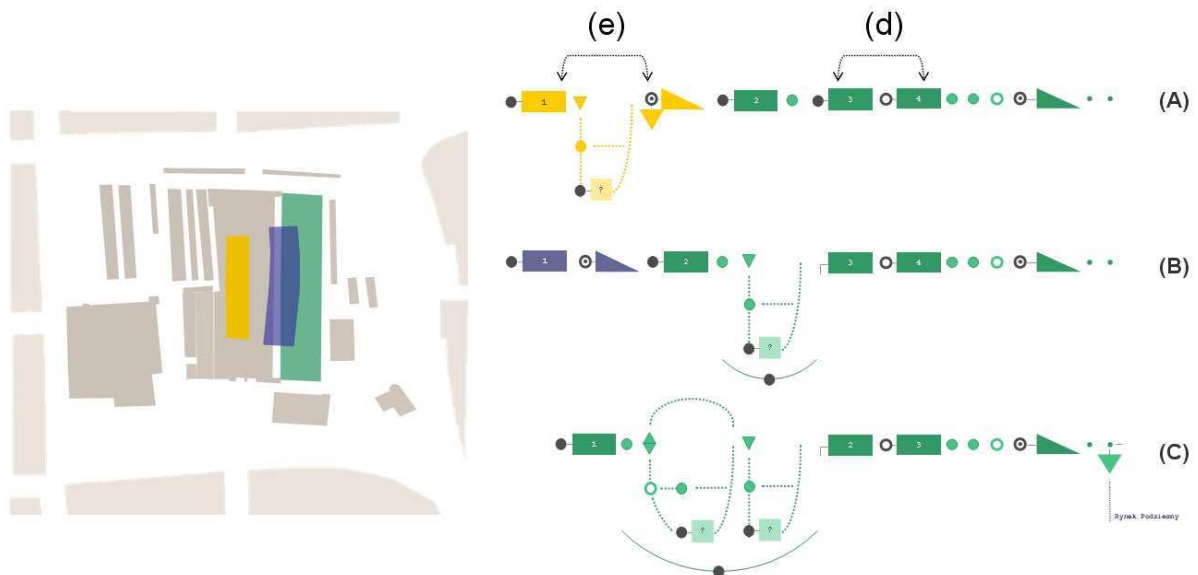 (e) (d)
1 2 3 4 (A)
?
1 2 3 4 (B)
?
1 2 3 (C)
? ?
Rynek Podziemny